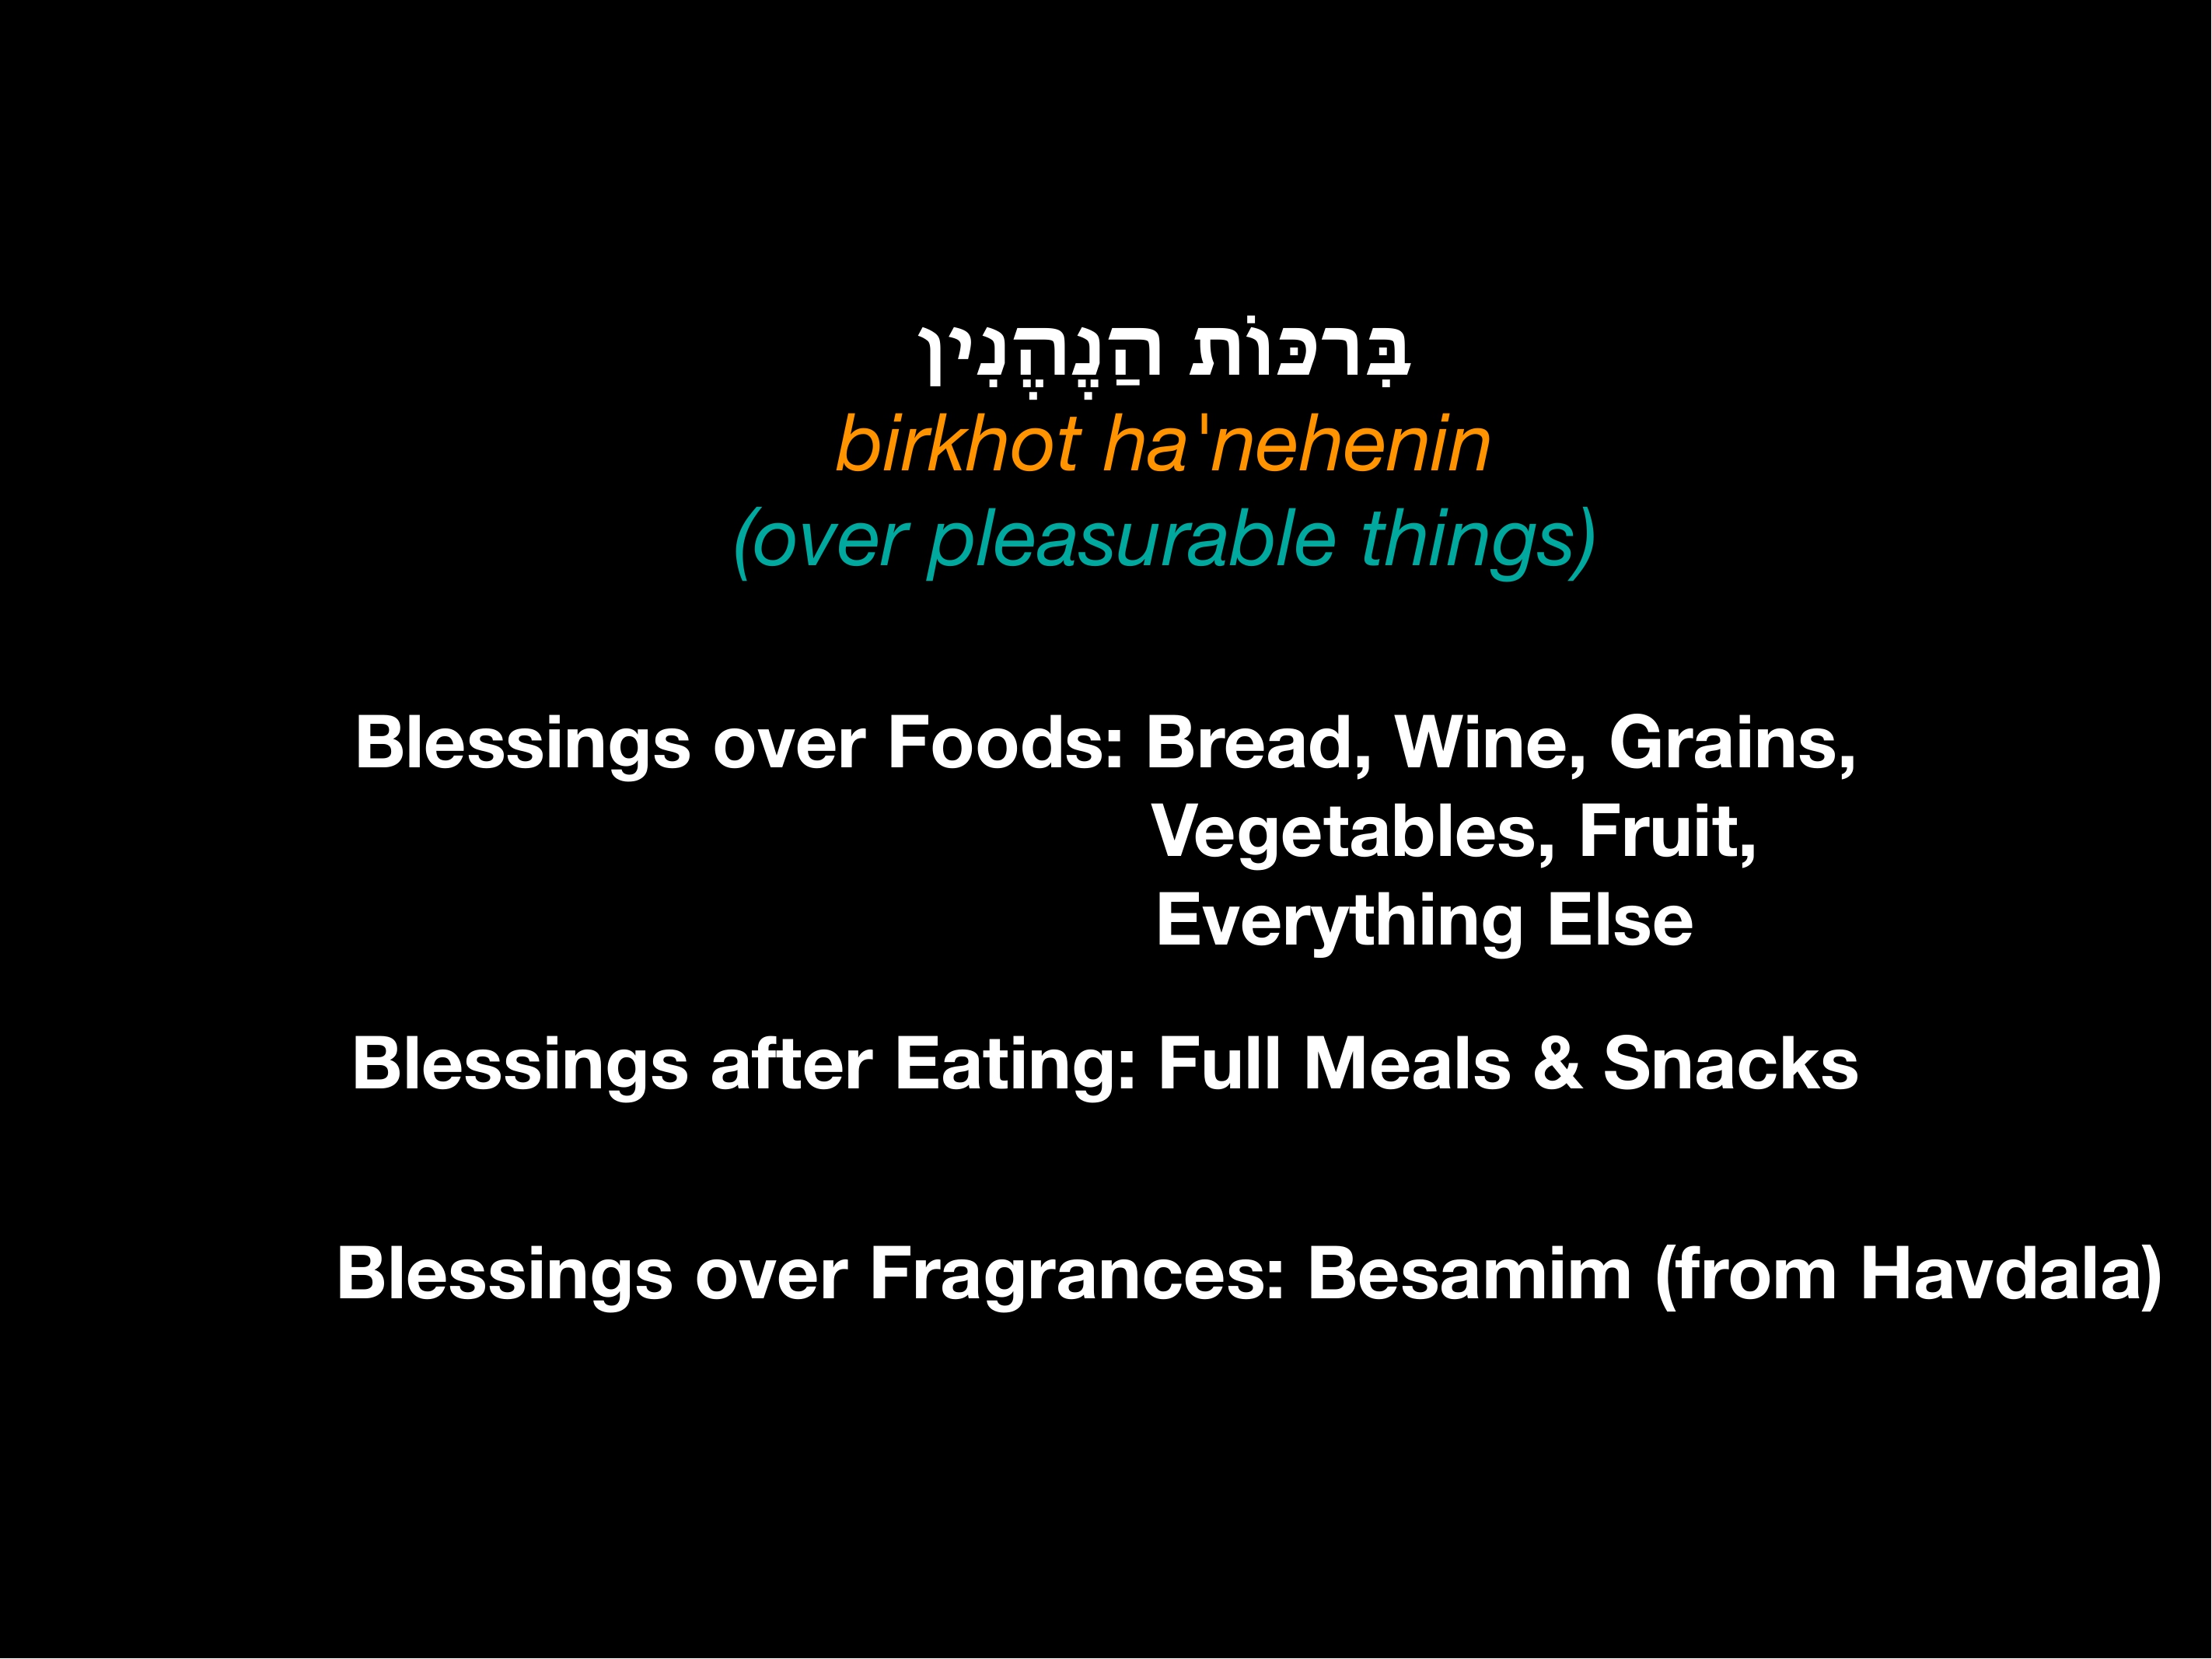 בִּרכּוֹת הַנֱהֱנְין
birkhot ha'nehenin
(over pleasurable things)
Blessings over Foods: Bread, Wine, Grains,
Vegetables, Fruit,
Everything Else
Blessings after Eating: Full Meals & Snacks
Blessings over Fragrances: Besamim (from Havdala)